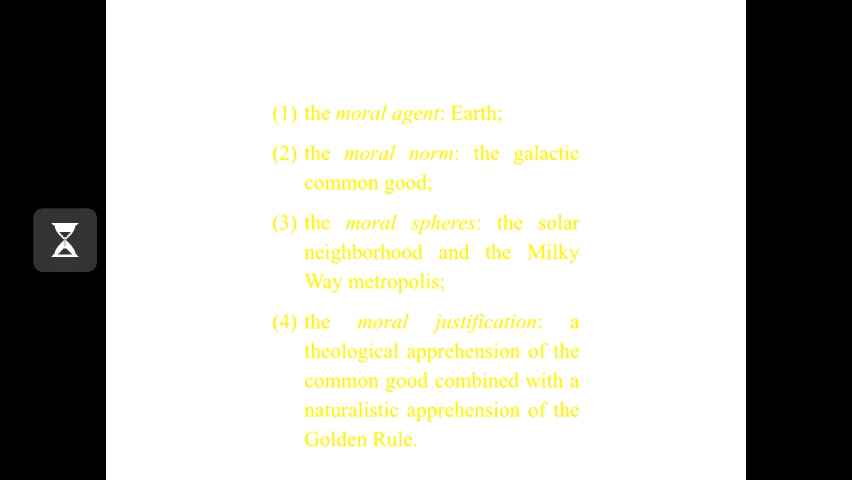 (1) the moral agent: Earth;
(2) the moral norm: the galactic
common good;
(3) the moral spheres: the solar
neighborhood and the Milky
Way metropolis;
(4) the moral justification: a
theological apprehension of the
common good combined with a
naturalistic apprehension of the
Golden Rule.